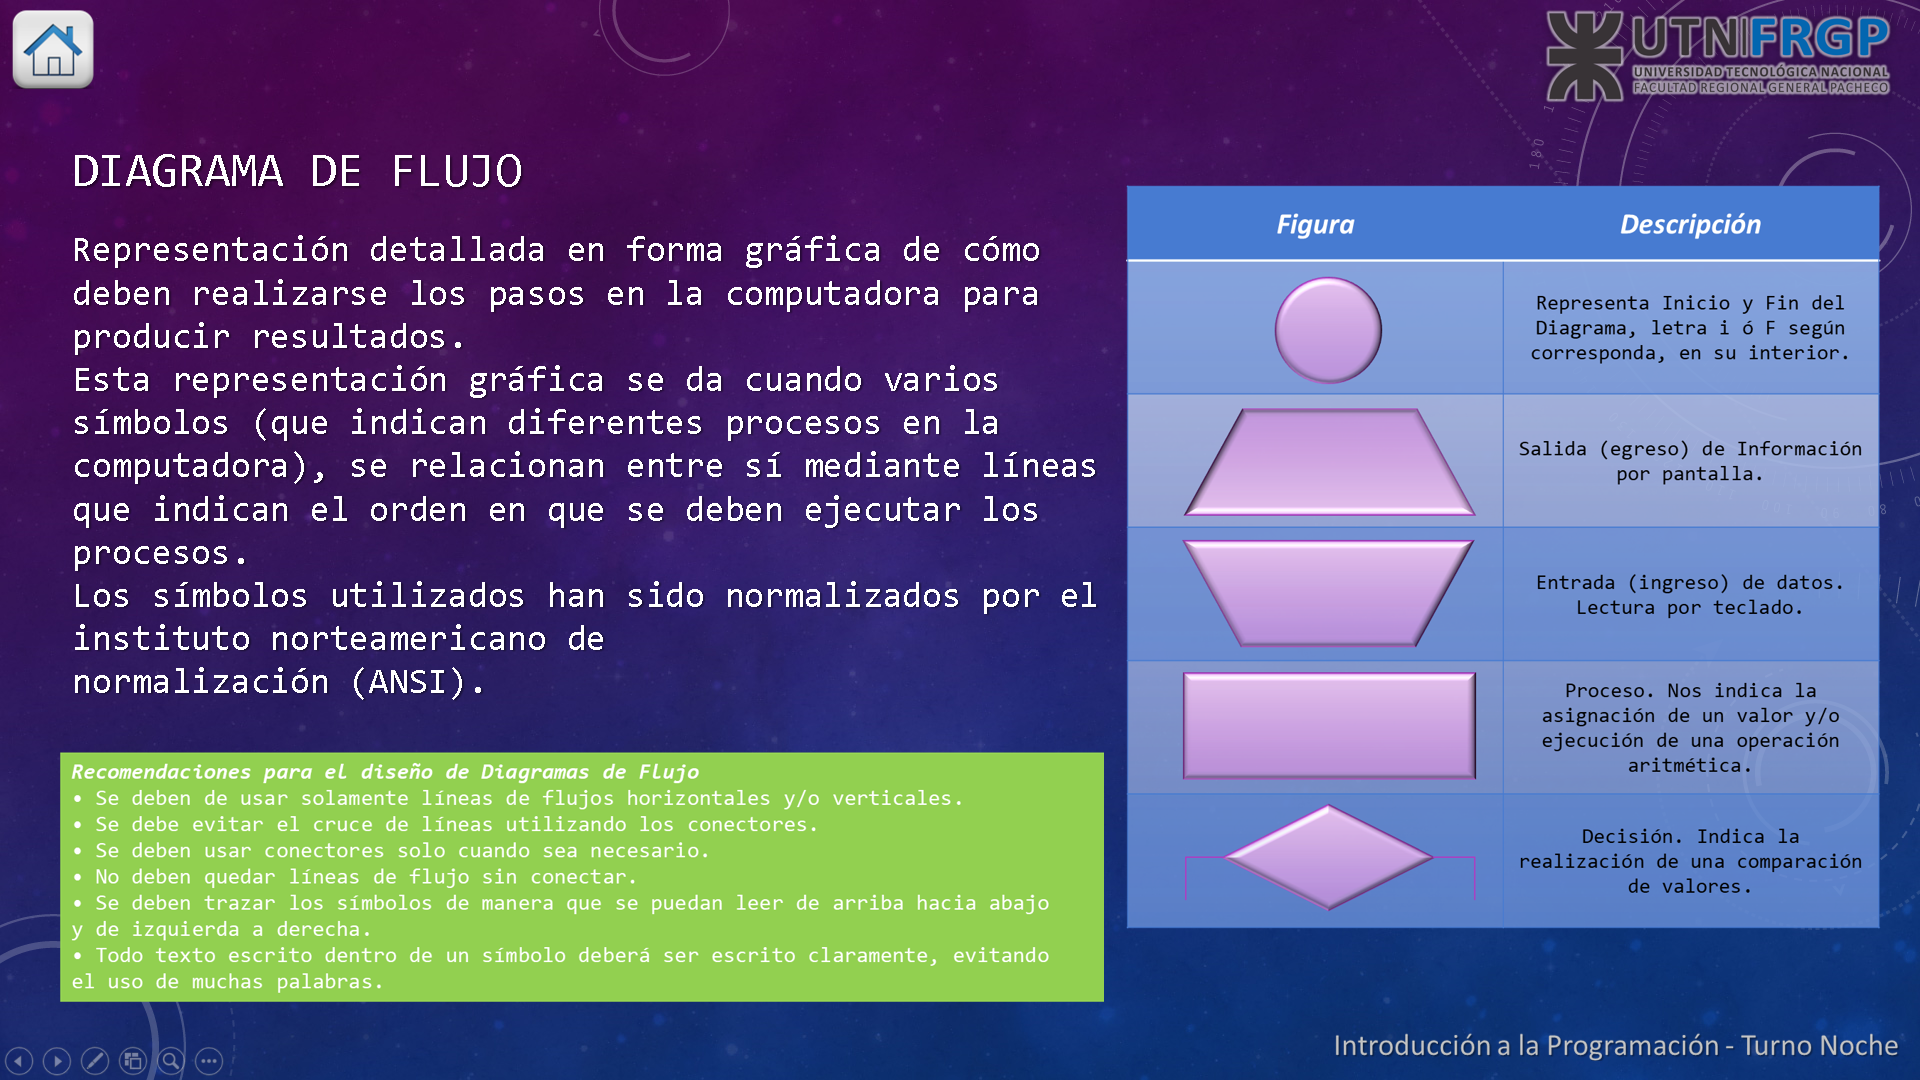 UTN FRGP
UNIVERSIDAD TECNOLÓGICA NACIONAL
FACULTAD REGIONAL GENERAL PACHECO
DIAGRAMA DE FLUJO
Representación detallada en forma gráfica de cómo
deben realizarse los pasos en la computadora para
producir resultados.
Esta representación gráfica se da cuando varios
símbolos (que indican diferentes procesos en la
computadora), se relacionan entre sí mediante líneas
que indican el orden en que se deben ejecutar los
procesos.
Los símbolos utilizados han sido normalizados por el
instituto norteamericano de
normalización (ANSI).
Recomendaciones para el diseño de Diagramas de Flujo
• Se deben de usar solamente líneas de flujos horizontales y/o verticales.
• Se debe evitar el cruce de líneas utilizando los conectores.
• Se deben usar conectores solo cuando sea necesario.
• No deben quedar líneas de flujo sin conectar.
• Se deben trazar los símbolos de manera que se puedan leer de arriba hacia abajo
y de izquierda a derecha.
• Todo texto escrito dentro de un símbolo deberá ser escrito claramente, evitando
el uso de muchas palabras.
Figura Descripción
Representa Inicio y Fin del
Diagrama, letra i ó F según
corresponda, en su interior.
Salida (egreso) de Información
por pantalla.
Entrada (ingreso) de datos.
Lectura por teclado.
Proceso. Nos indica la
asignación de un valor y/o
ejecución de una operación
aritmética.
Decisión. Indica la
realización de una comparación
de valores.
Introducción a la Programación - Turno Noche